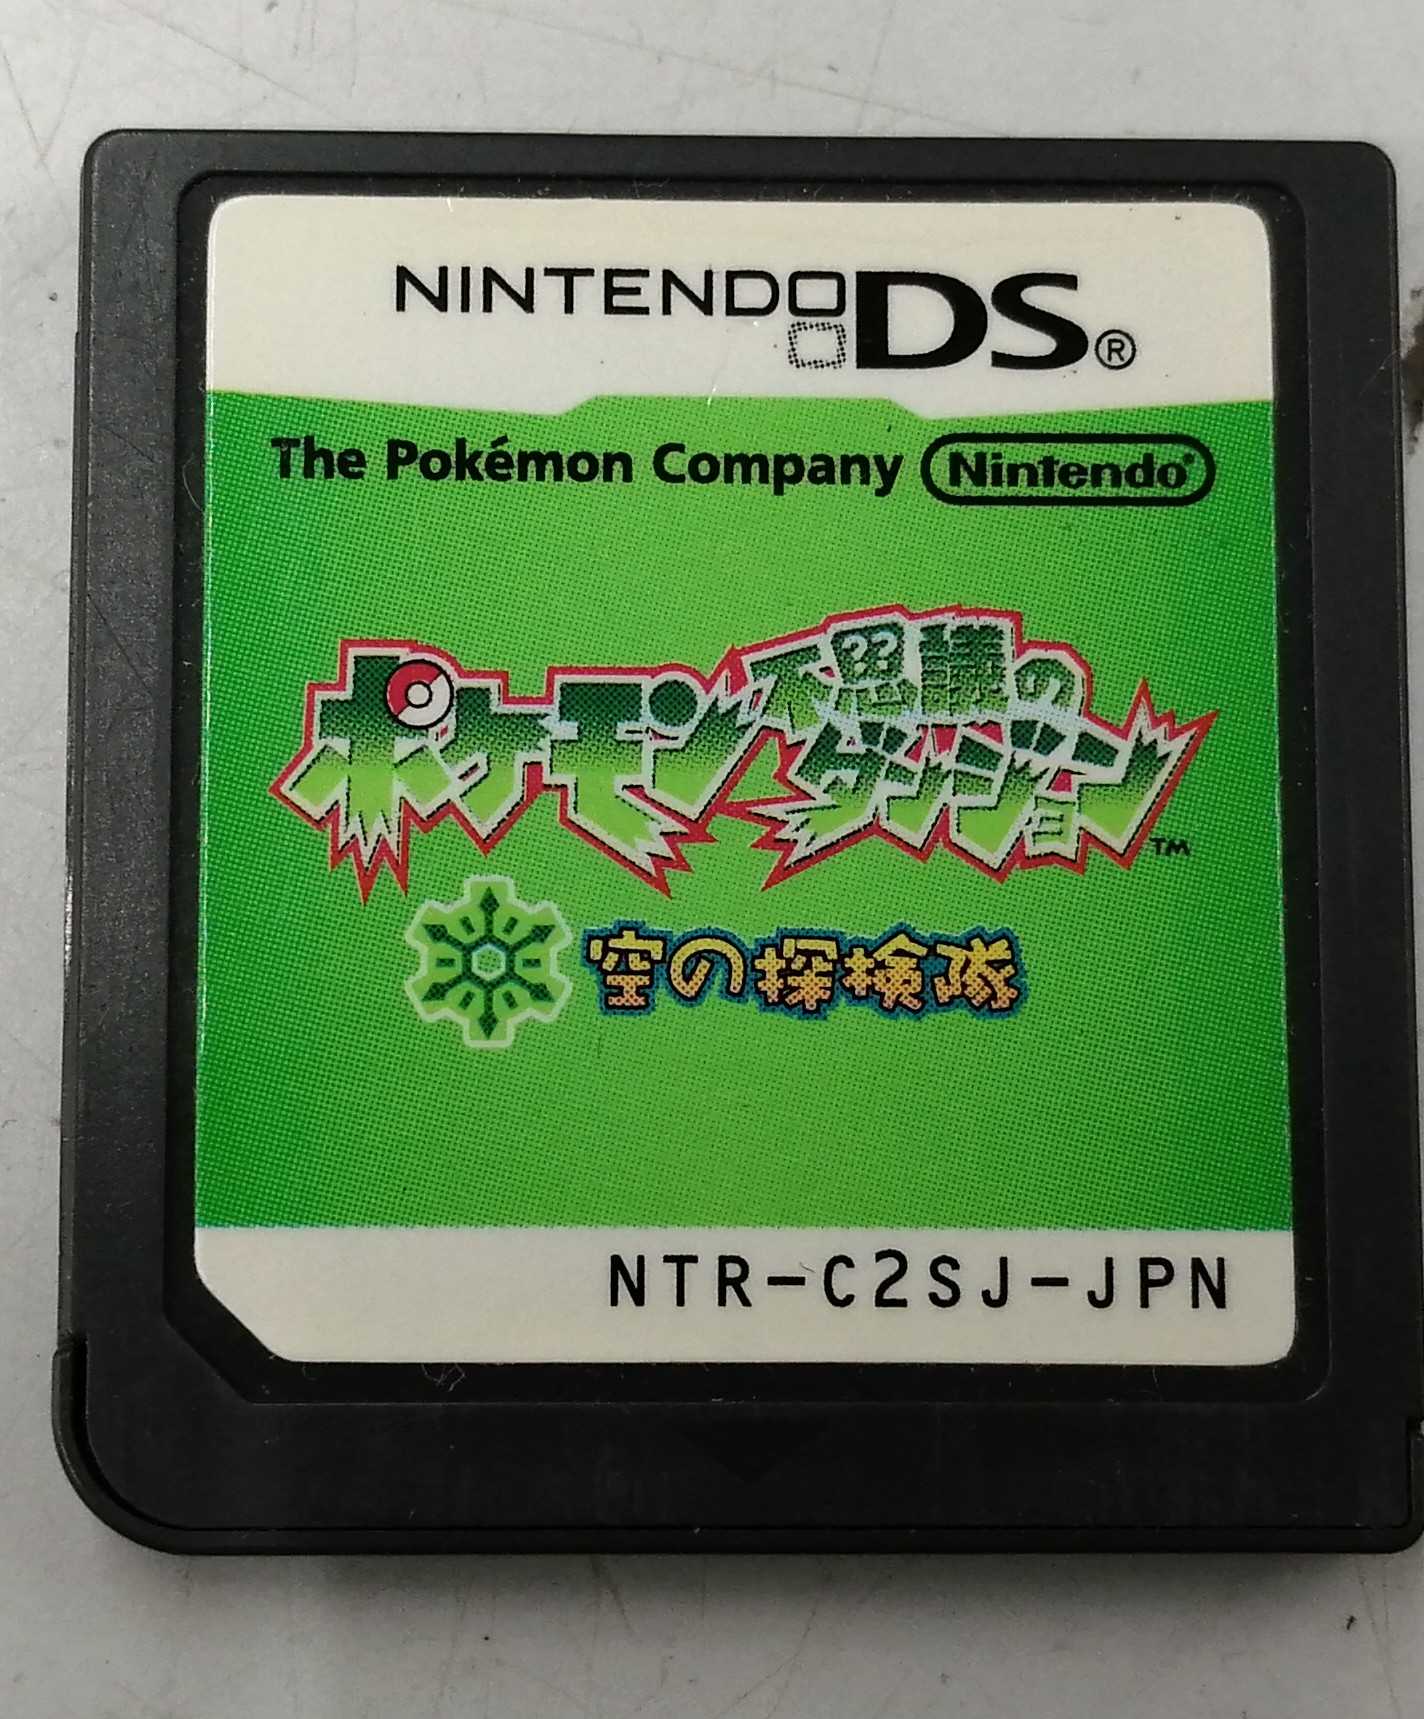 NINTENDO DS®
The Pokémon Company Nintendo®
ポケモン不思議のダンジョン™
空の探検隊
NTR-C2SJ-JPN